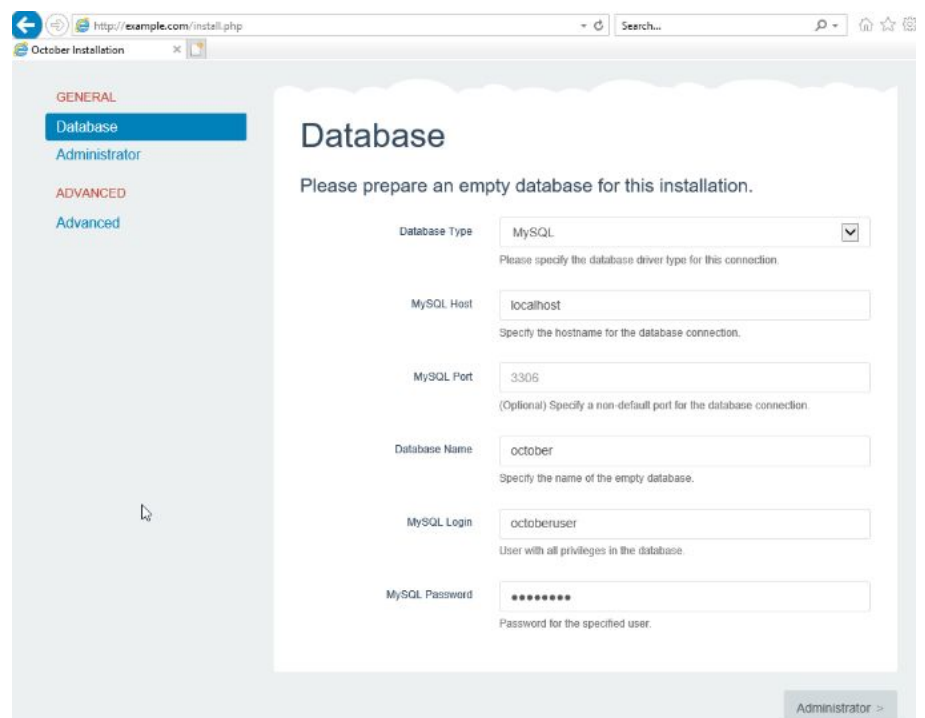 http://example.com/install.php
Search...
October Installation
GENERAL
Database
Administrator
ADVANCED
Advanced
Database
Please prepare an empty database for this installation.
Database Type
MySQL
Please specify the database driver type for this connection.
MySQL Host
localhost
Specify the hostname for the database connection.
MySQL Port
3306
(Optional) Specify a non-default port for the database connection.
Database Name
october
Specify the name of the empty database.
MySQL Login
octoberuser
User with all privileges in the database.
MySQL Password
●●●●●●●●
Password for the specified user.
Administrator >